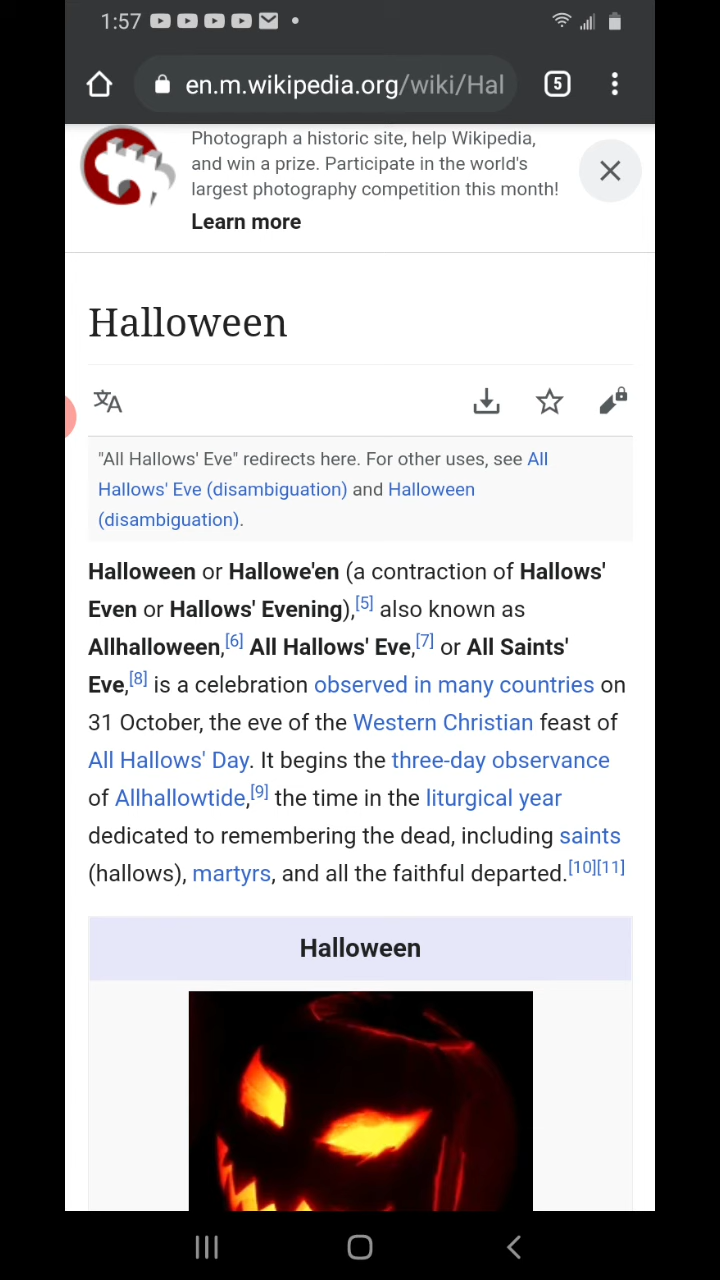 1:57
5
en.m.wikipedia.org/wiki/Hal
Photograph a historic site, help Wikipedia,
and win a prize. Participate in the world's
largest photography competition this month!
Learn more
Halloween
文A
"All Hallows' Eve" redirects here. For other uses, see All
Hallows' Eve (disambiguation) and Halloween
(disambiguation).
Halloween or Hallowe'en (a contraction of Hallows'
Even or Hallows' Evening),[5] also known as
Allhalloween,[6] All Hallows' Eve,[7] or All Saints'
Eve,[8] is a celebration observed in many countries on
31 October, the eve of the Western Christian feast of
All Hallows' Day. It begins the three-day observance
of Allhallowtide,[9] the time in the liturgical year
dedicated to remembering the dead, including saints
(hallows), martyrs, and all the faithful departed.[10][11]
Halloween